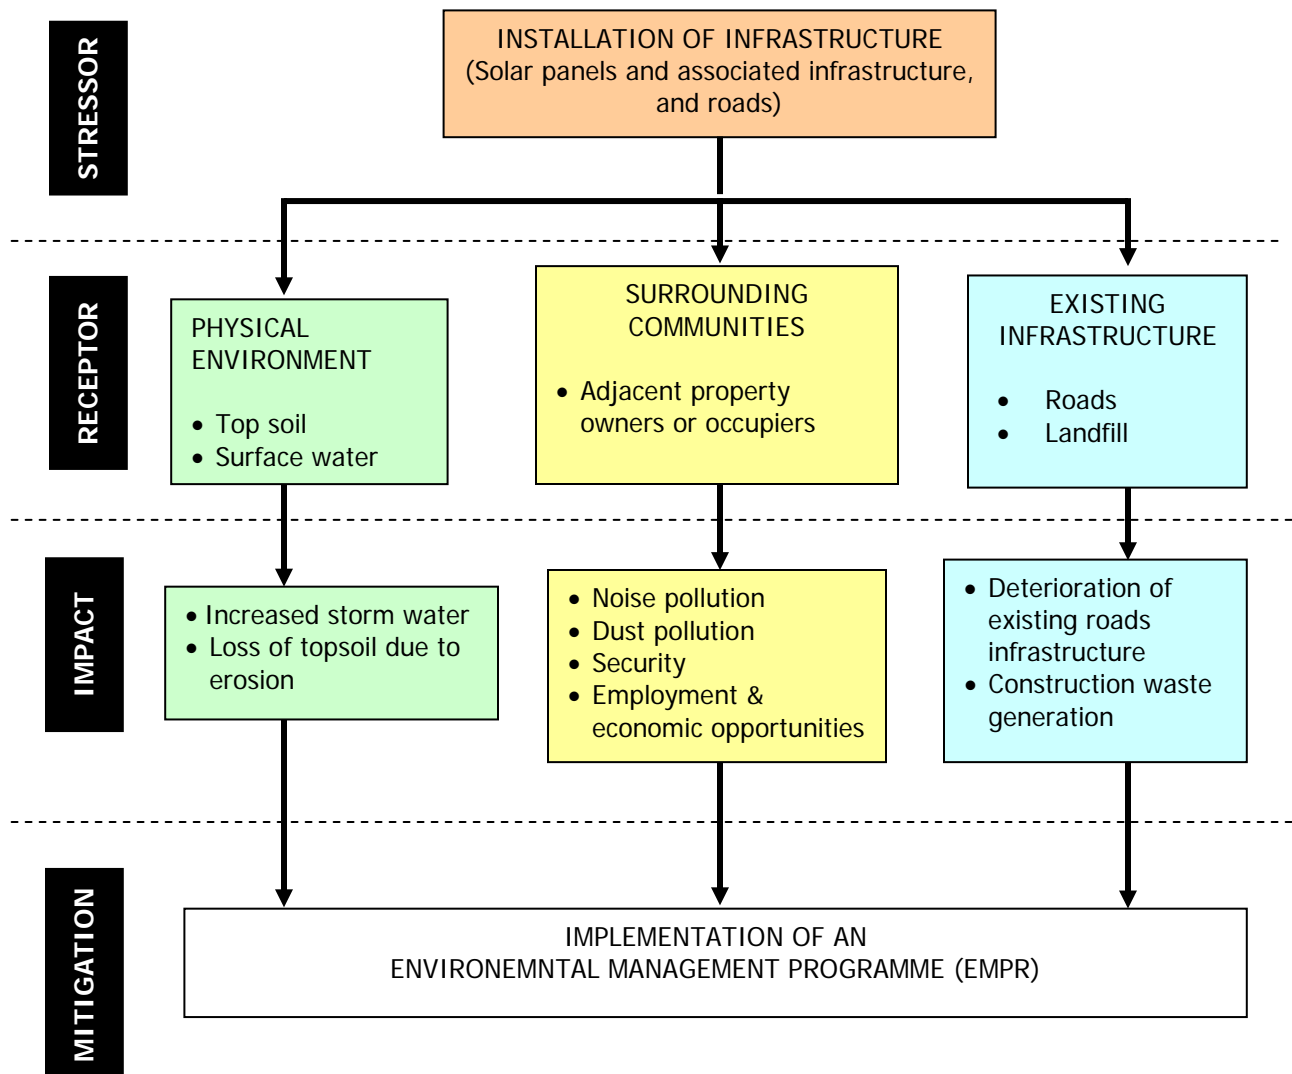 STRESSOR
INSTALLATION OF INFRASTRUCTURE
(Solar panels and associated infrastructure,
and roads)
RECEPTOR
PHYSICAL
ENVIRONMENT
• Top soil
• Surface water
SURROUNDING
COMMUNITIES
• Adjacent property
owners or occupiers
EXISTING
INFRASTRUCTURE
• Roads
• Landfill
IMPACT
• Increased storm water
• Loss of topsoil due to
erosion
• Noise pollution
• Dust pollution
• Security
• Employment &
economic opportunities
• Deterioration of
existing roads
infrastructure
• Construction waste
generation
MITIGATION
IMPLEMENTATION OF AN
ENVIRONEMNTAL MANAGEMENT PROGRAMME (EMPR)